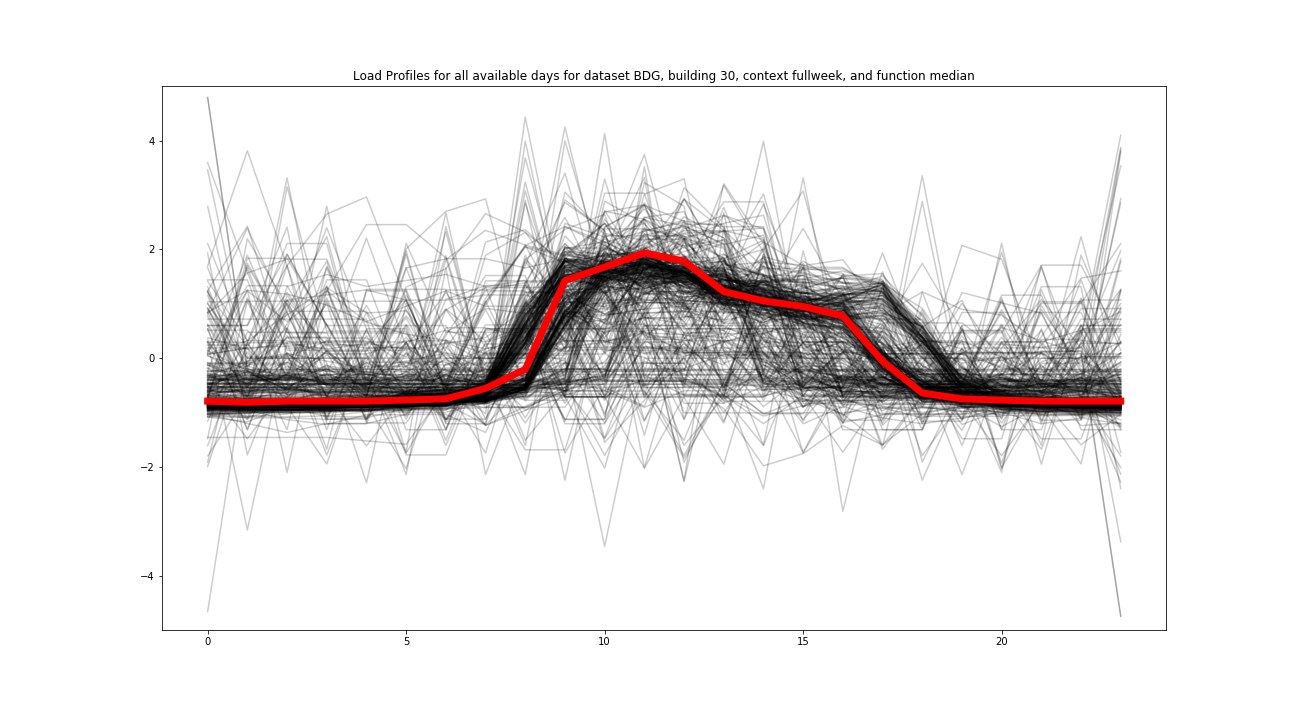 Load Profiles for all available days for dataset BDG, building 30, context fullweek, and function median
4
2
0
−2
−4
0 5 10 15 20